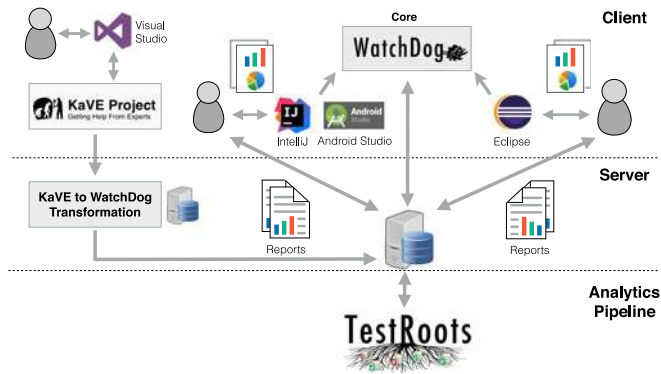 Core
Client
Visual
Studio
WatchDog
KaVE Project
Getting Help From Experts
IJ
Android
Studio
IntelliJ
Android Studio
Eclipse
Server
KaVE to WatchDog
Transformation
Reports
Reports
Analytics
Pipeline
TestRoots